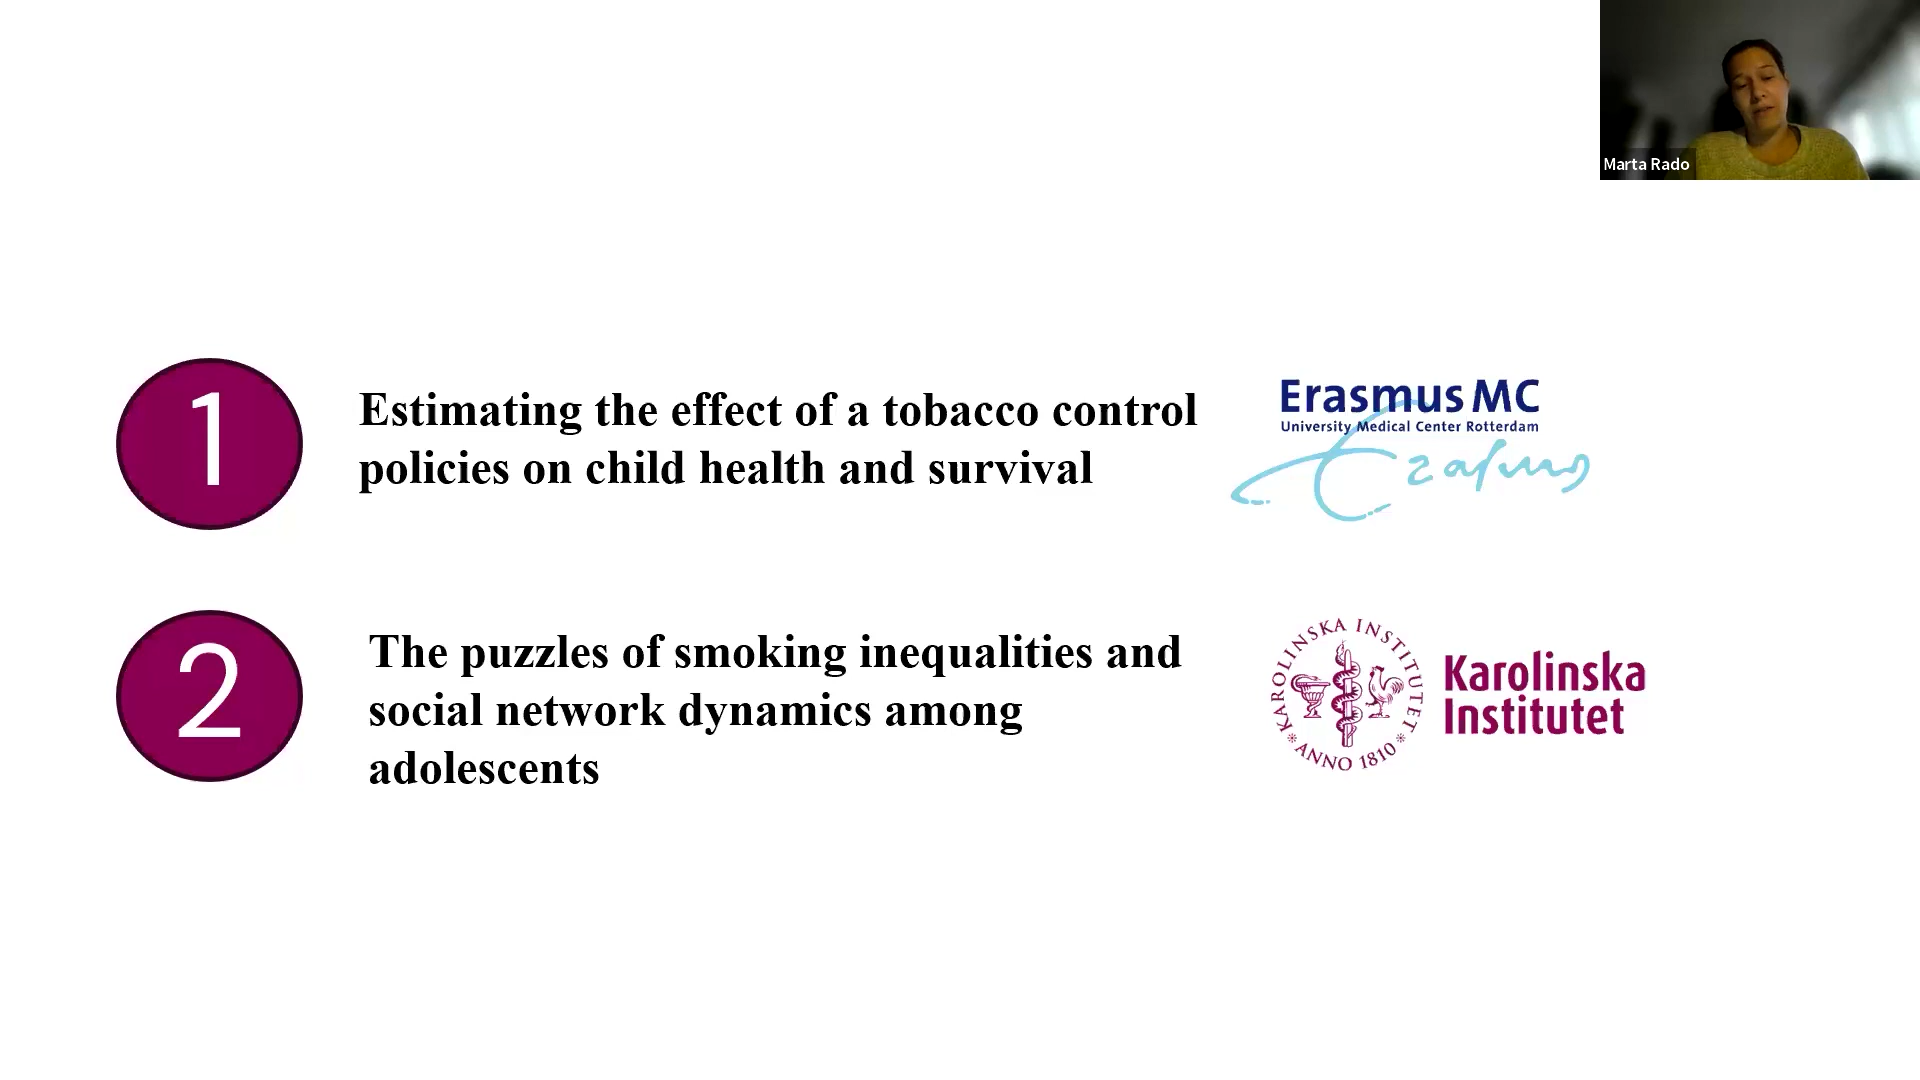 Marta Rado
1
Estimating the effect of a tobacco control
policies on child health and survival
Erasmus MC
University Medical Center Rotterdam
Erasmus
2
The puzzles of smoking inequalities and
social network dynamics among
adolescents
KAROLINSKA INSTITUTET
ANNO 1810
Karolinska
Institutet